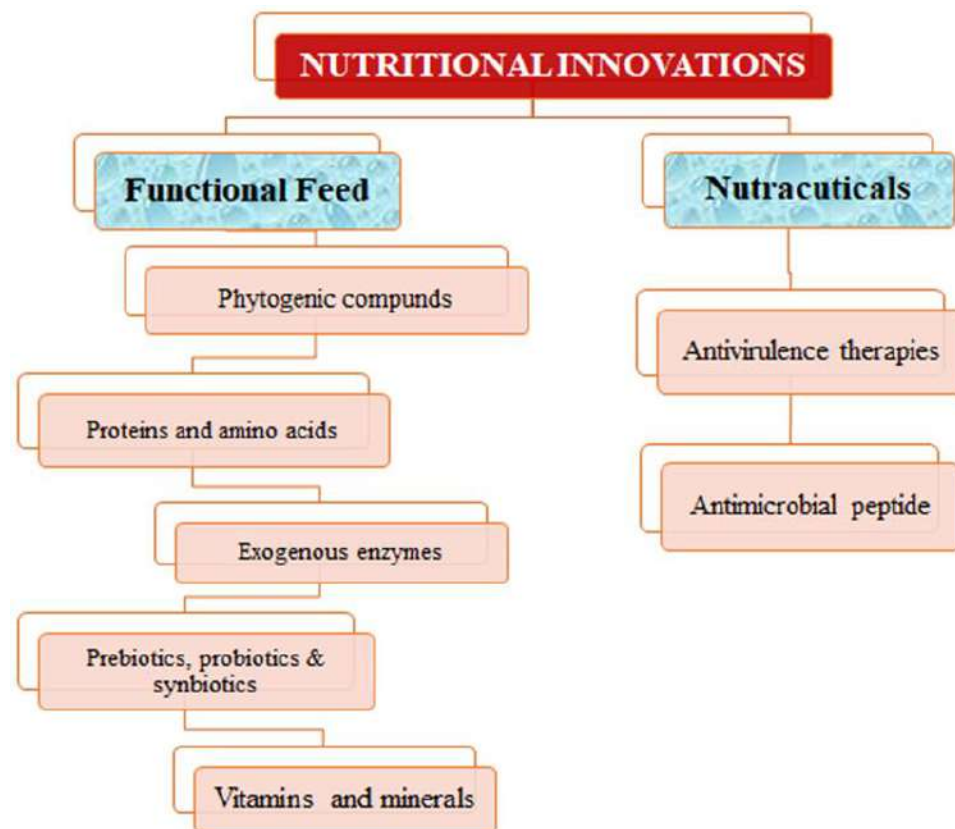 NUTRITIONAL INNOVATIONS
Functional Feed
Nutracuticals
Phytogenic compunds
Antivirulence therapies
Proteins and amino acids
Antimicrobial peptide
Exogenous enzymes
Prebiotics, probiotics &
synbiotics
Vitamins and minerals